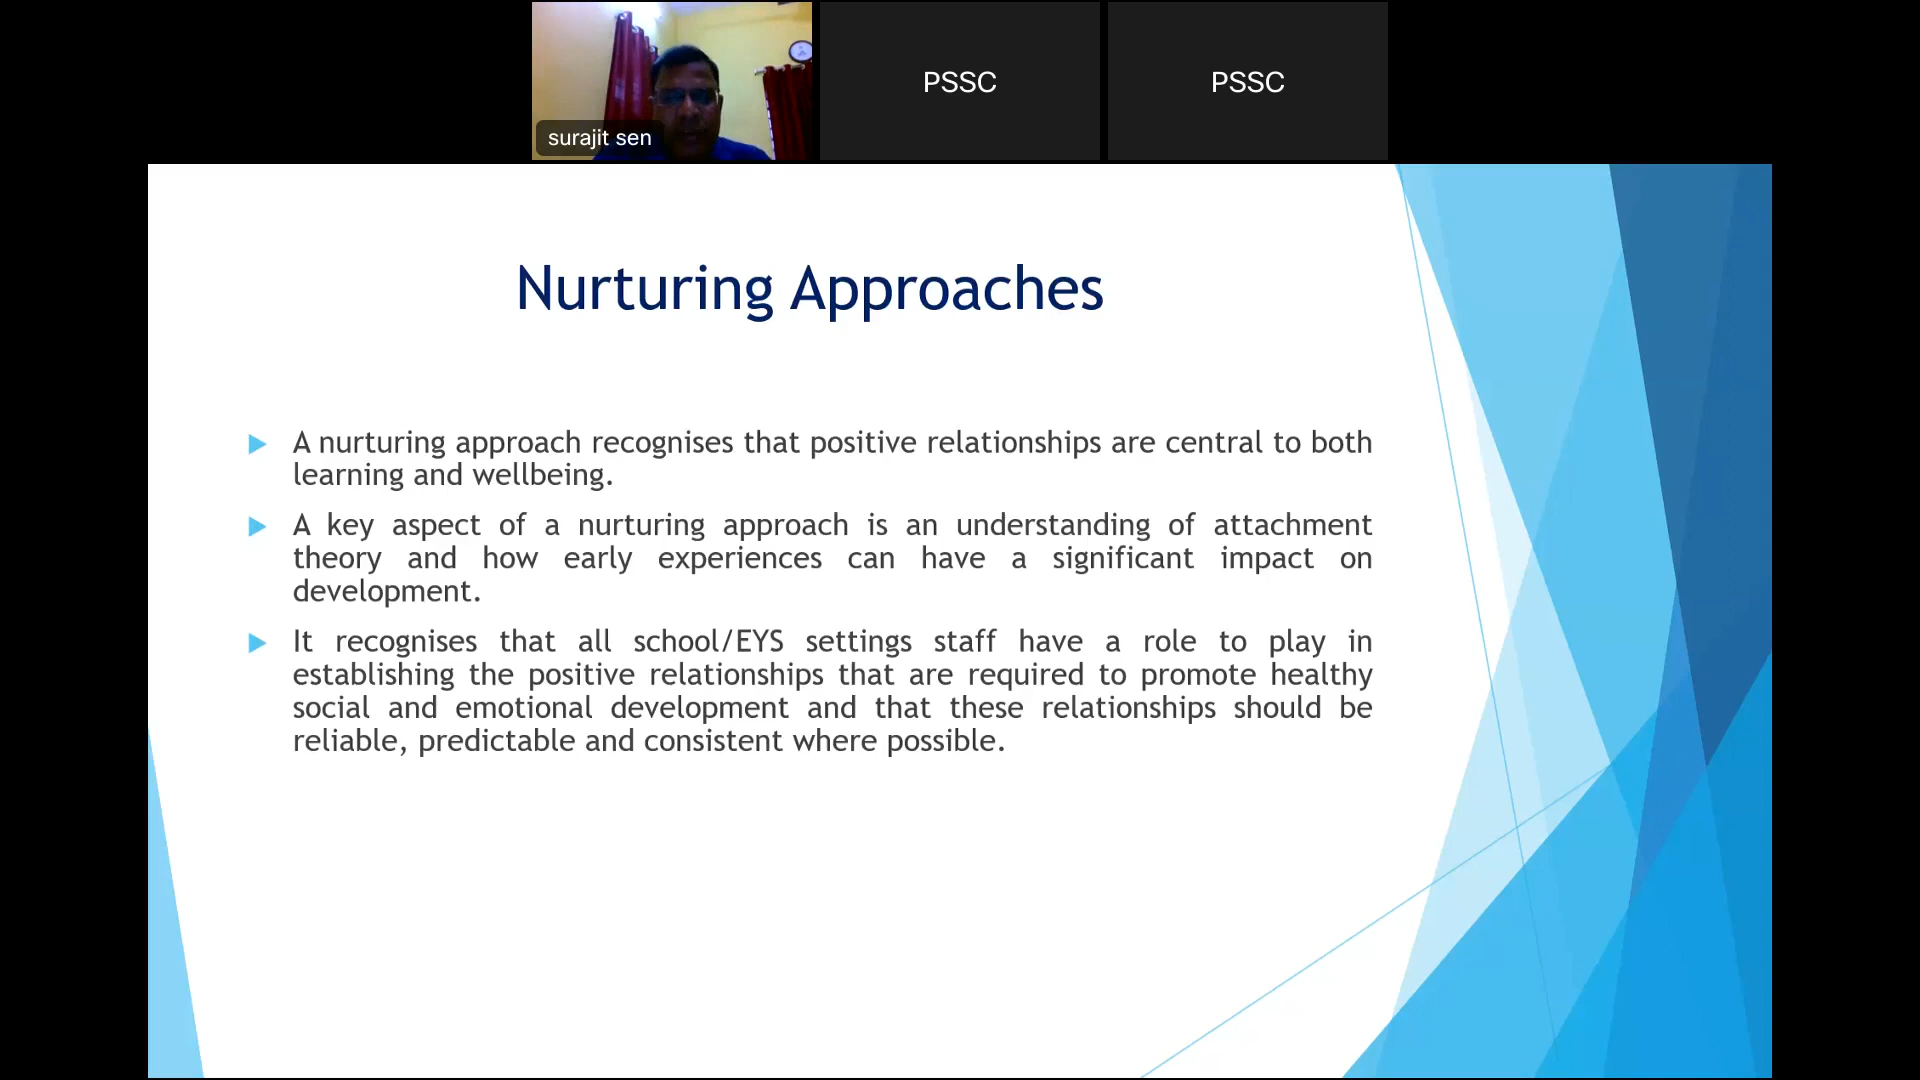 surajit sen
PSSC
PSSC
Nurturing Approaches
A nurturing approach recognises that positive relationships are central to both
learning and wellbeing.
A key aspect of a nurturing approach is an understanding of attachment
theory and how early experiences can have a significant impact on
development.
It recognises that all school/EYS settings staff have a role to play in
establishing the positive relationships that are required to promote healthy
social and emotional development and that these relationships should be
reliable, predictable and consistent where possible.